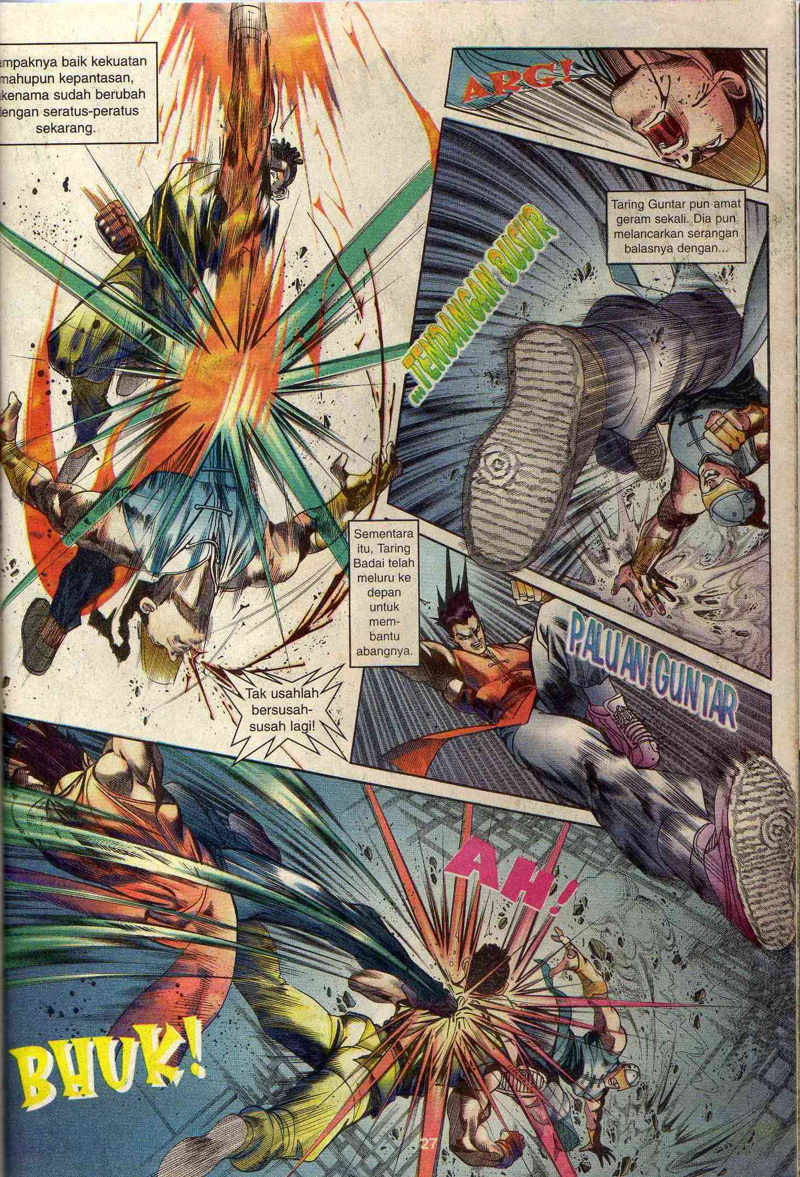 ampaknya baik kekuatan
mahupun kepantasan,
kenama sudah berubah
engan seratus-peratus
sekarang.
ARG!
Taring Guntar pun amat
geram sekali. Dia pun
melancarkan serangan
balasnya dengan...
...TENDANGAN BUSUR
Sementara
itu, Taring
Badai telah
meluru ke
depan
untuk
mem-
bantu
abangnya.
PALUAN GUNTAR
Tak usahlah
bersusah-
susah lagi!
AH!
BHUK!
27